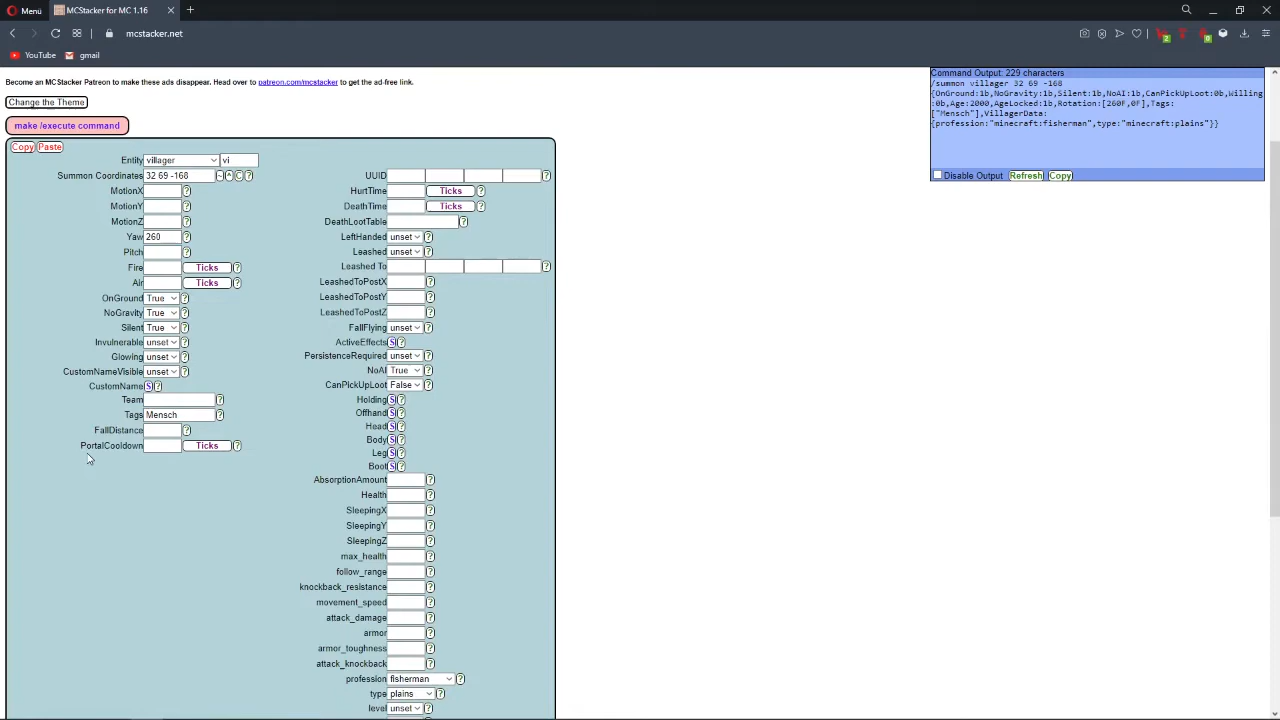 Menü
MCStacker for MC 1.16
mcstacker.net
YouTube
gmail
Become an MCStacker Patreon to make these ads disappear. Head over to patreon.com/mcstacker to get the ad-free link.
Change the Theme
make /execute command
Copy Paste
Entity villager vi
Summon Coordinates 32 69 -168 ~ ^ C ?
MotionX ?
MotionY ?
MotionZ ?
Yaw 260 ?
Pitch ?
Fire Ticks ?
Air Ticks ?
OnGround True ?
NoGravity True ?
Silent True ?
Invulnerable unset ?
Glowing unset ?
CustomNameVisible unset ?
CustomName S ?
Team ?
Tags Mensch ?
FallDistance ?
PortalCooldown Ticks ?
UUID ?
HurtTime Ticks ?
DeathTime Ticks ?
DeathLootTable ?
LeftHanded unset ?
Leashed unset ?
Leashed To ?
LeashedToPostX ?
LeashedToPostY ?
LeashedToPostZ ?
FallFlying unset ?
ActiveEffects S ?
PersistenceRequired unset ?
NoAI True ?
CanPickUpLoot False ?
Holding S ?
Offhand S ?
Head S ?
Body S ?
Leg S ?
Boot S ?
AbsorptionAmount ?
Health ?
SleepingX ?
SleepingY ?
SleepingZ ?
max_health ?
follow_range ?
knockback_resistance ?
movement_speed ?
attack_damage ?
armor ?
armor_toughness ?
attack_knockback ?
profession fisherman ?
type plains ?
level unset ?
Command Output: 229 characters
/summon villager 32 69 -168
{OnGround:1b,NoGravity:1b,Silent:1b,NoAI:1b,CanPickUpLoot:0b,Willing
:0b,Age:2000,AgeLocked:1b,Rotation:[260F,0F],Tags:
["Mensch"],VillagerData:
{profession:"minecraft:fisherman",type:"minecraft:plains"}}
Disable Output Refresh Copy